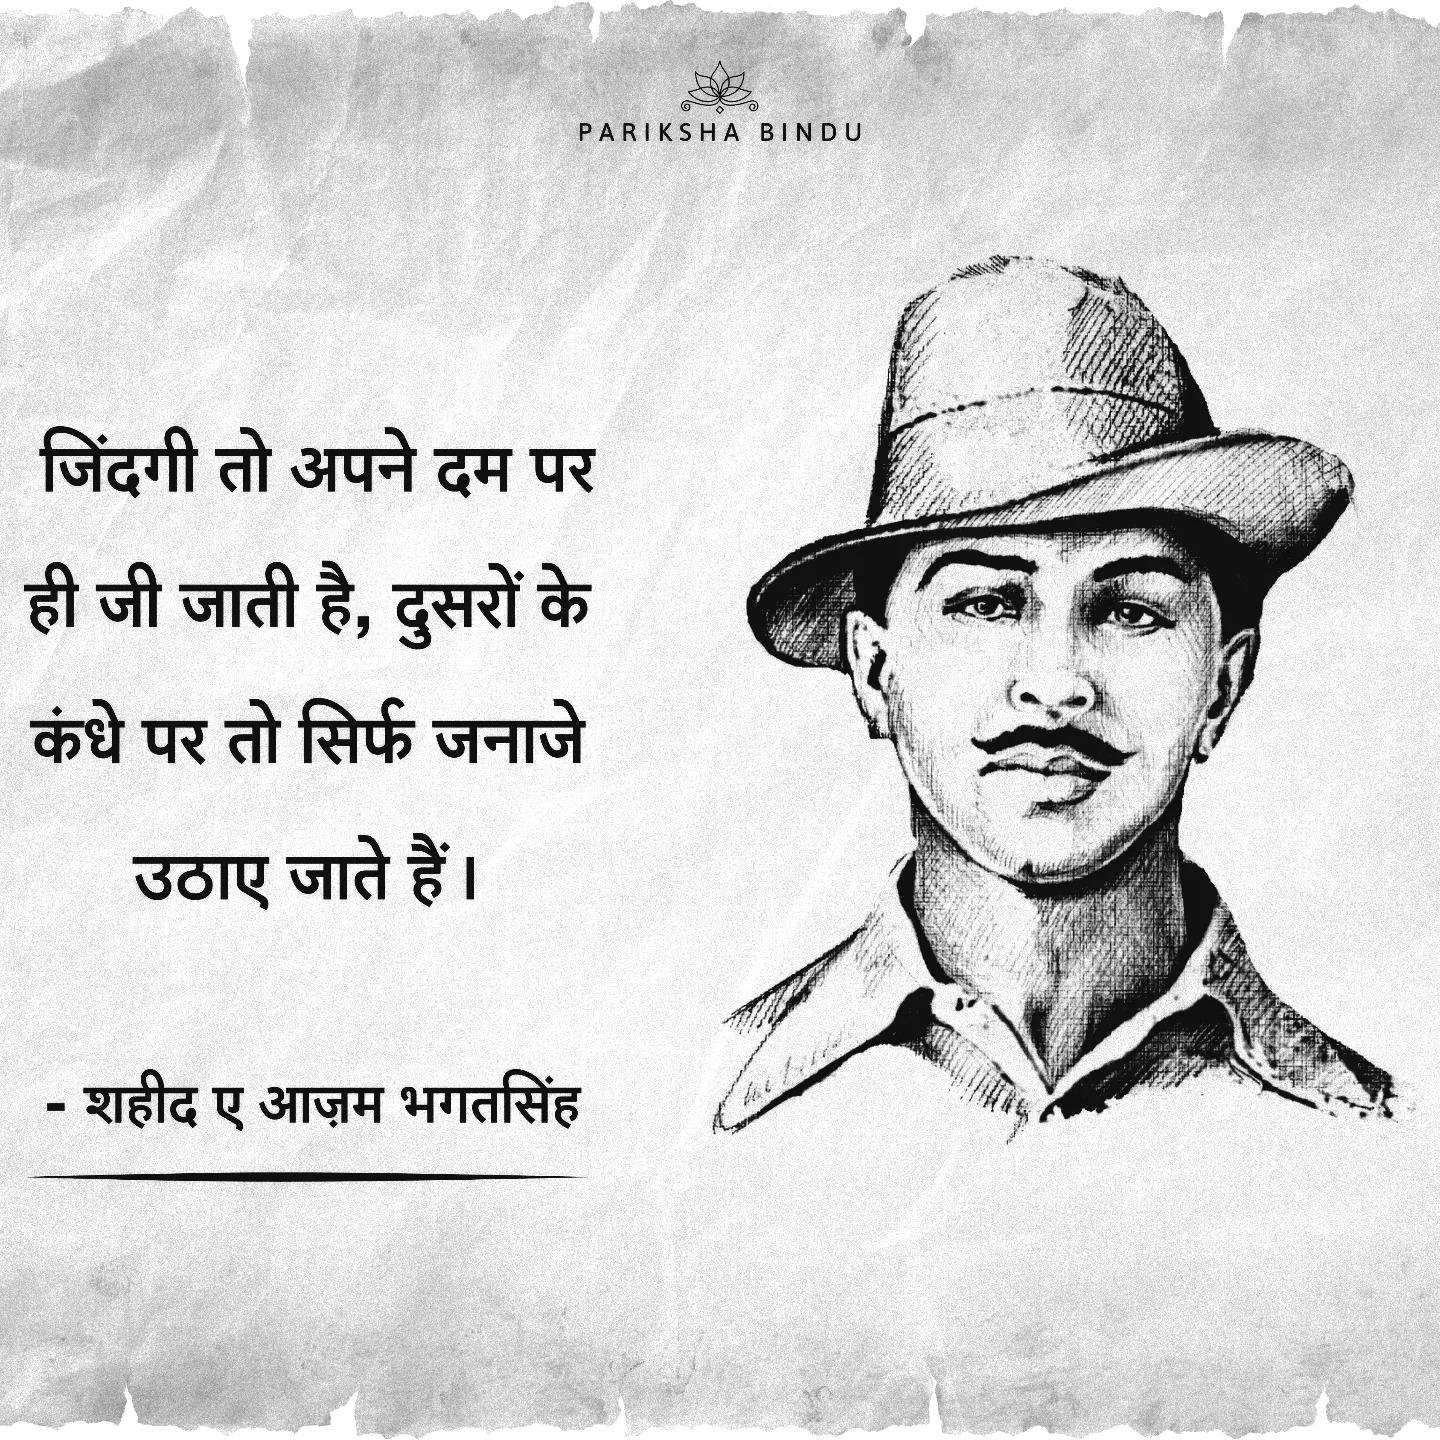 PARIKSHA BINDU
जिंदगी तो अपने दम पर
ही जी जाती है, दुसरों के
कंधे पर तो सिर्फ जनाजे
उठाए जाते हैं ।
- शहीद ए आज़म भगतसिंह